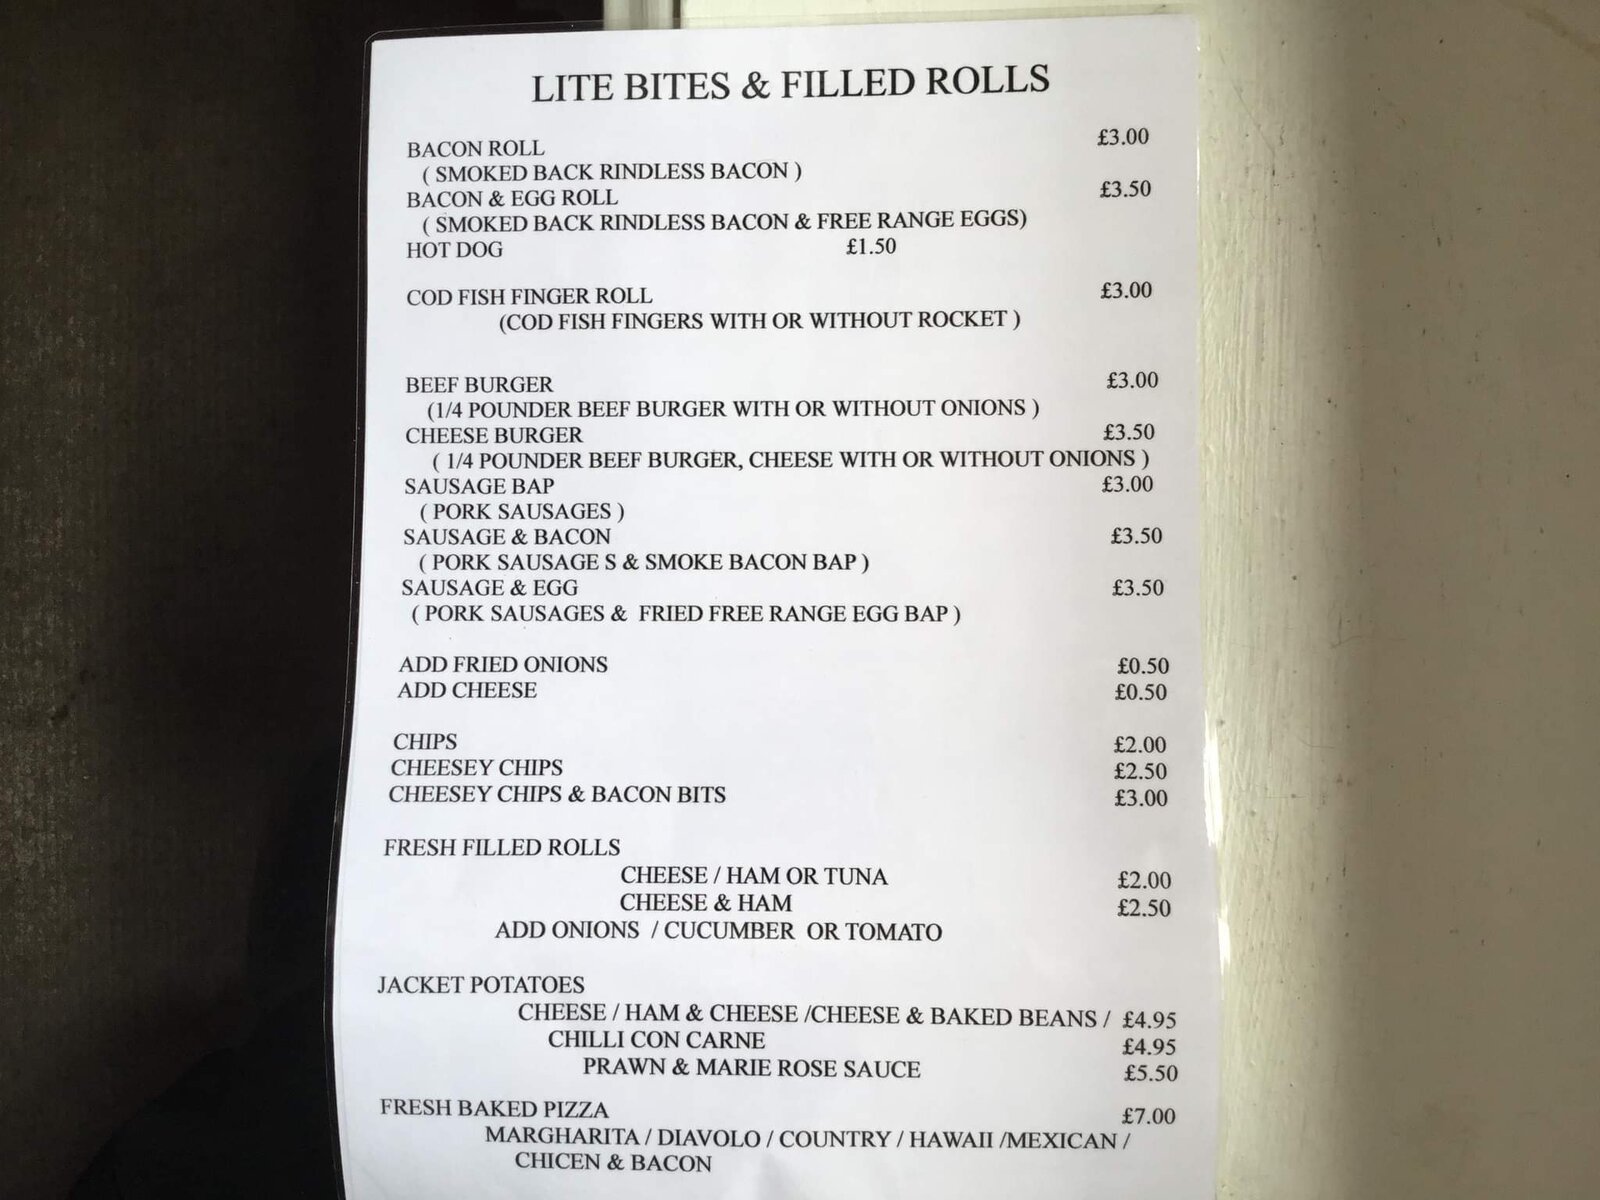 LITE BITES & FILLED ROLLS
BACON ROLL £3.00
( SMOKED BACK RINDLESS BACON )
BACON & EGG ROLL £3.50
( SMOKED BACK RINDLESS BACON & FREE RANGE EGGS)
HOT DOG £1.50
COD FISH FINGER ROLL £3.00
(COD FISH FINGERS WITH OR WITHOUT ROCKET )
BEEF BURGER £3.00
(1/4 POUNDER BEEF BURGER WITH OR WITHOUT ONIONS )
CHEESE BURGER £3.50
( 1/4 POUNDER BEEF BURGER, CHEESE WITH OR WITHOUT ONIONS )
SAUSAGE BAP £3.00
( PORK SAUSAGES )
SAUSAGE & BACON £3.50
( PORK SAUSAGE S & SMOKE BACON BAP )
SAUSAGE & EGG £3.50
( PORK SAUSAGES & FRIED FREE RANGE EGG BAP )
ADD FRIED ONIONS £0.50
ADD CHEESE £0.50
CHIPS £2.00
CHEESEY CHIPS £2.50
CHEESEY CHIPS & BACON BITS £3.00
FRESH FILLED ROLLS
CHEESE / HAM OR TUNA £2.00
CHEESE & HAM £2.50
ADD ONIONS / CUCUMBER OR TOMATO
JACKET POTATOES
CHEESE / HAM & CHEESE /CHEESE & BAKED BEANS / £4.95
CHILLI CON CARNE £4.95
PRAWN & MARIE ROSE SAUCE £5.50
FRESH BAKED PIZZA £7.00
MARGHARITA / DIAVOLO / COUNTRY / HAWAII /MEXICAN /
CHICEN & BACON